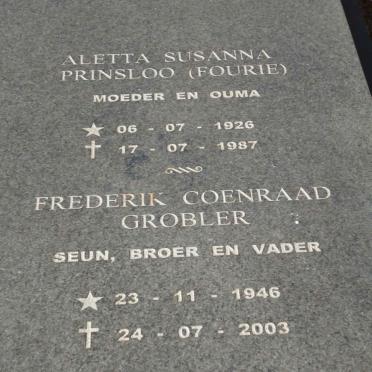 ALETTA SUSANNA
PRINSLOO (FOURIE)
MOEDER EN OUMA
06 - 07 - 1926
17 - 07 - 1987
FREDERIK COENRAAD
GROBLER
SEUN, BROER EN VADER
23 - 11 - 1946
24 - 07 - 2003